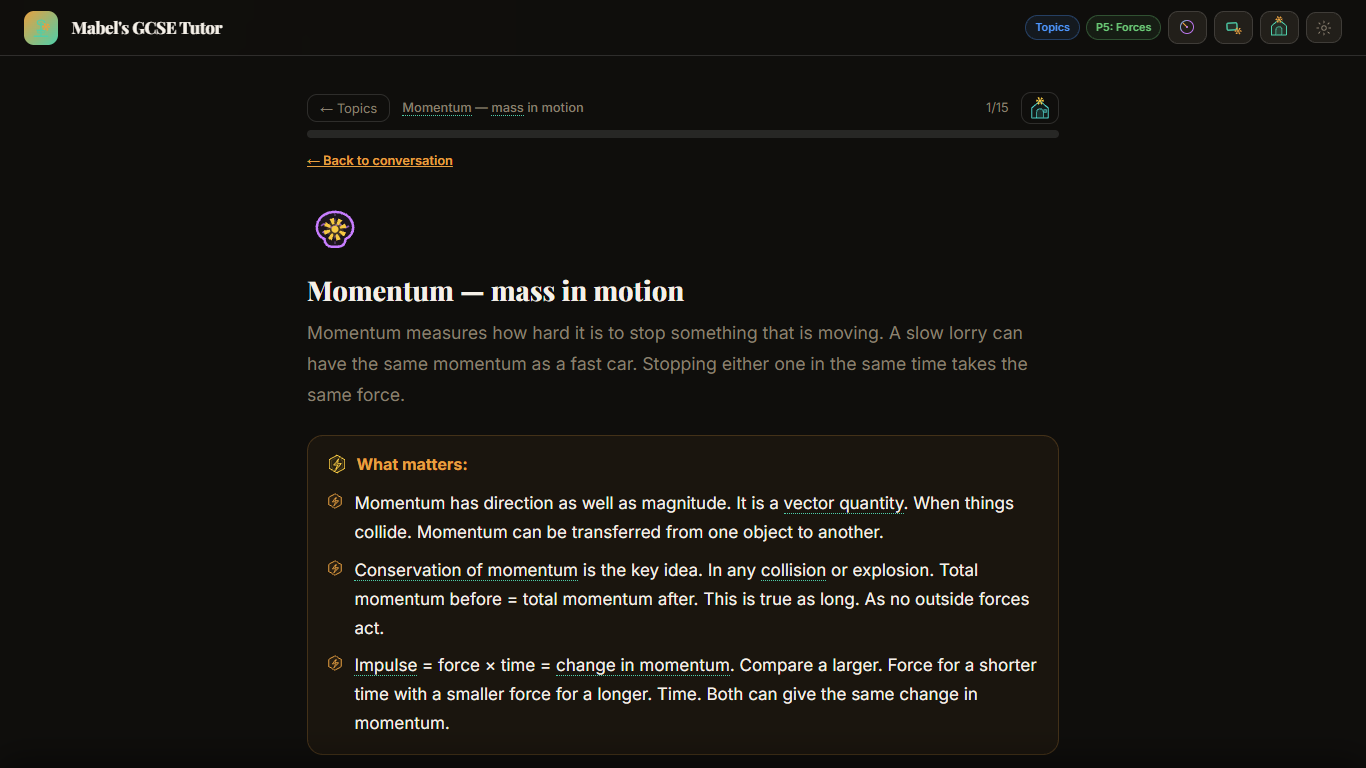 Mabel's GCSE Tutor
Topics
P5: Forces
← Topics
Momentum — mass in motion
1/15
← Back to conversation
Momentum — mass in motion
Momentum measures how hard it is to stop something that is moving. A slow lorry can
have the same momentum as a fast car. Stopping either one in the same time takes the
same force.
What matters:
Momentum has direction as well as magnitude. It is a vector quantity. When things
collide. Momentum can be transferred from one object to another.
Conservation of momentum is the key idea. In any collision or explosion. Total
momentum before = total momentum after. This is true as long. As no outside forces
act.
Impulse = force × time = change in momentum. Compare a larger. Force for a shorter
time with a smaller force for a longer. Time. Both can give the same change in
momentum.